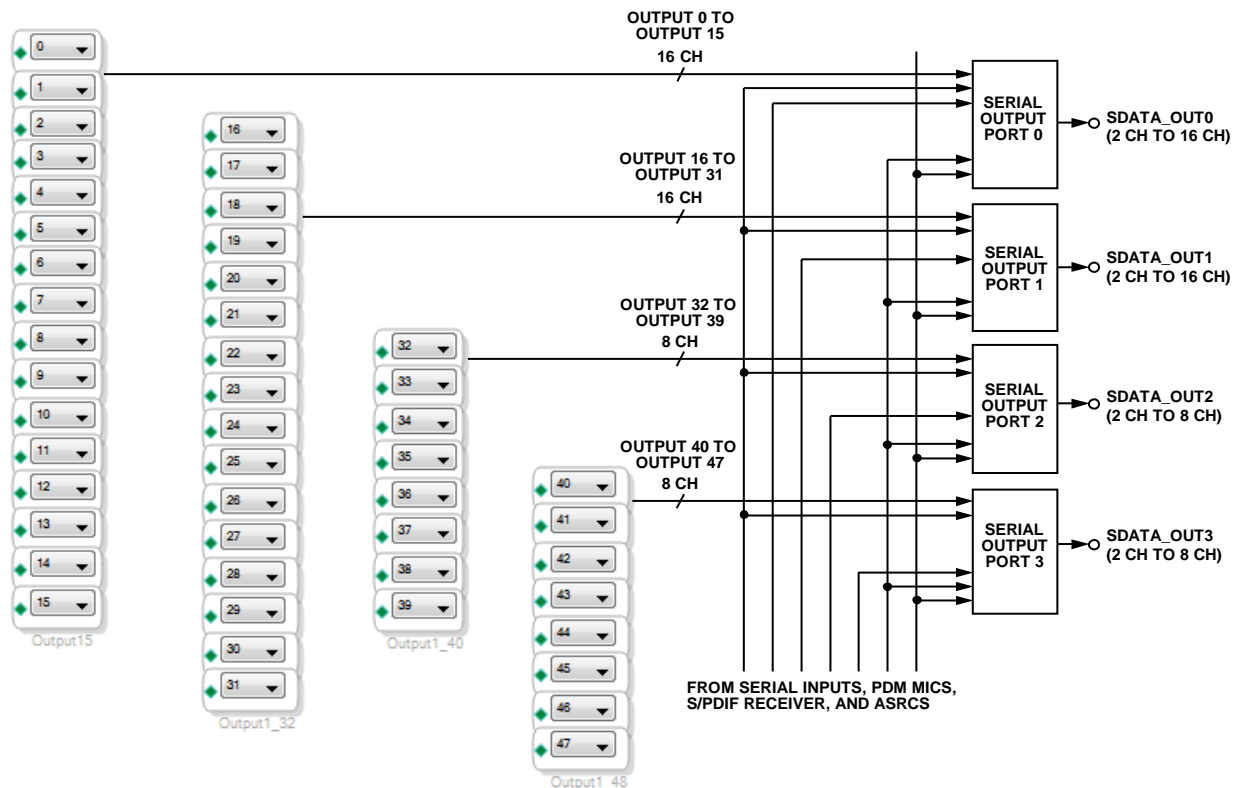 0
1
2
3
4
5
6
7
8
9
10
11
12
13
14
15
Output15
16
17
18
19
20
21
22
23
24
25
26
27
28
29
30
31
Output1_32
32
33
34
35
36
37
38
39
Output1_40
40
41
42
43
44
45
46
47
Output1_48
OUTPUT 0 TO
OUTPUT 15
16 CH
OUTPUT 16 TO
OUTPUT 31
16 CH
OUTPUT 32 TO
OUTPUT 39
8 CH
OUTPUT 40 TO
OUTPUT 47
8 CH
SERIAL
OUTPUT
PORT 0
SDATA_OUT0
(2 CH TO 16 CH)
SERIAL
OUTPUT
PORT 1
SDATA_OUT1
(2 CH TO 16 CH)
SERIAL
OUTPUT
PORT 2
SDATA_OUT2
(2 CH TO 8 CH)
SERIAL
OUTPUT
PORT 3
SDATA_OUT3
(2 CH TO 8 CH)
FROM SERIAL INPUTS, PDM MICS,
S/PDIF RECEIVER, AND ASRCS